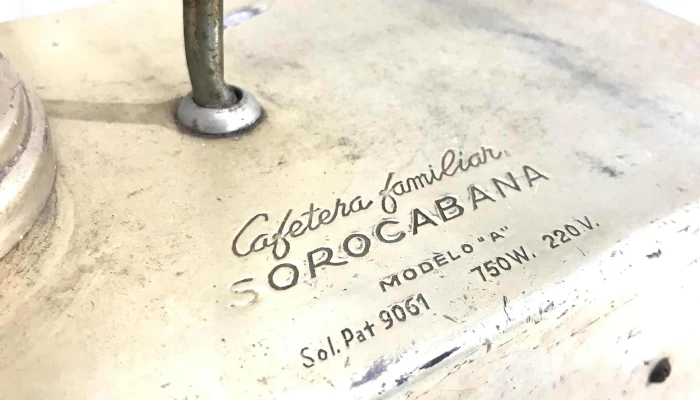 Cafetera familiar
SOROCABANA
MODELO "A"
Sol. Pat 9061 750W. 220V.